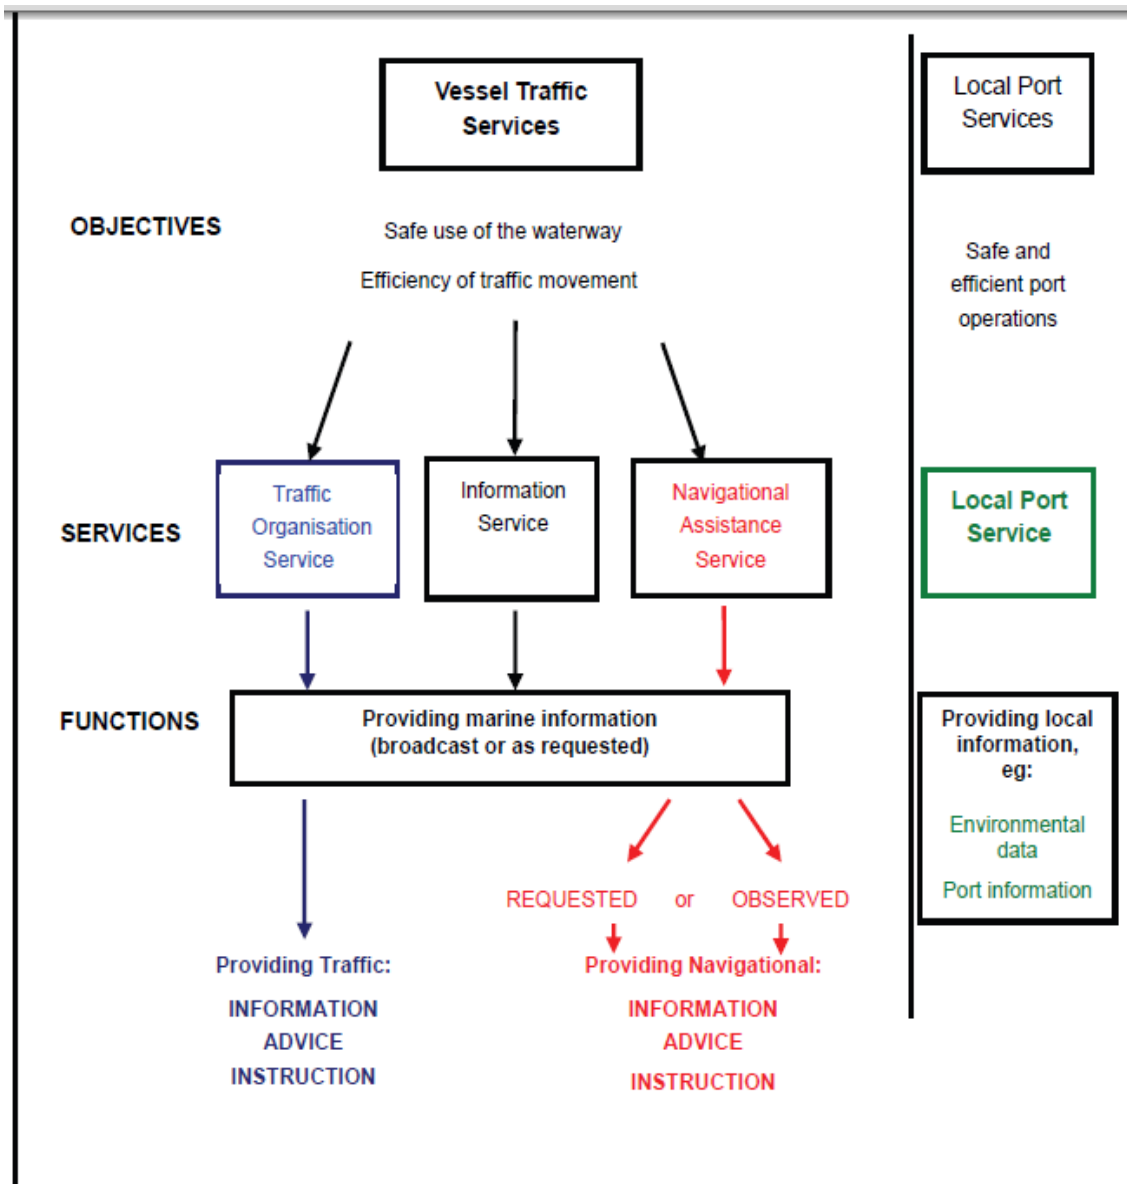 Vessel Traffic
Services
Local Port
Services
OBJECTIVES
Safe use of the waterway
Efficiency of traffic movement
Safe and
efficient port
operations
SERVICES
Traffic
Organisation
Service
Information
Service
Navigational
Assistance
Service
Local Port
Service
FUNCTIONS
Providing marine information
(broadcast or as requested)
Providing local
information,
eg:
Environmental
data
Port information
REQUESTED or OBSERVED
Providing Traffic:
INFORMATION
ADVICE
INSTRUCTION
Providing Navigational:
INFORMATION
ADVICE
INSTRUCTION